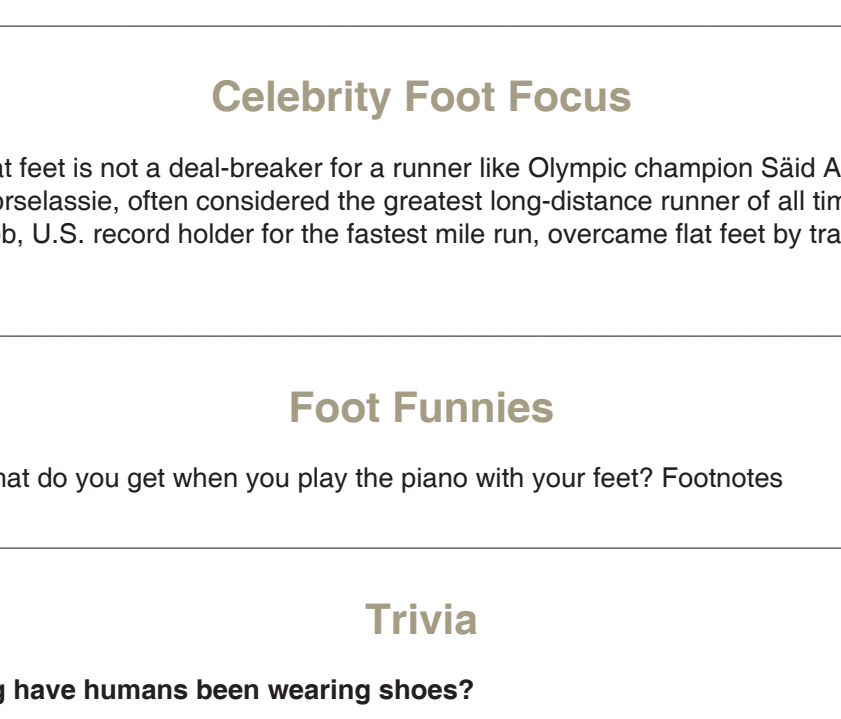 Celebrity Foot Focus
at feet is not a deal-breaker for a runner like Olympic champion Säid A
orselassie, often considered the greatest long-distance runner of all tim
b, U.S. record holder for the fastest mile run, overcame flat feet by tra
Foot Funnies
hat do you get when you play the piano with your feet? Footnotes
Trivia
g have humans been wearing shoes?